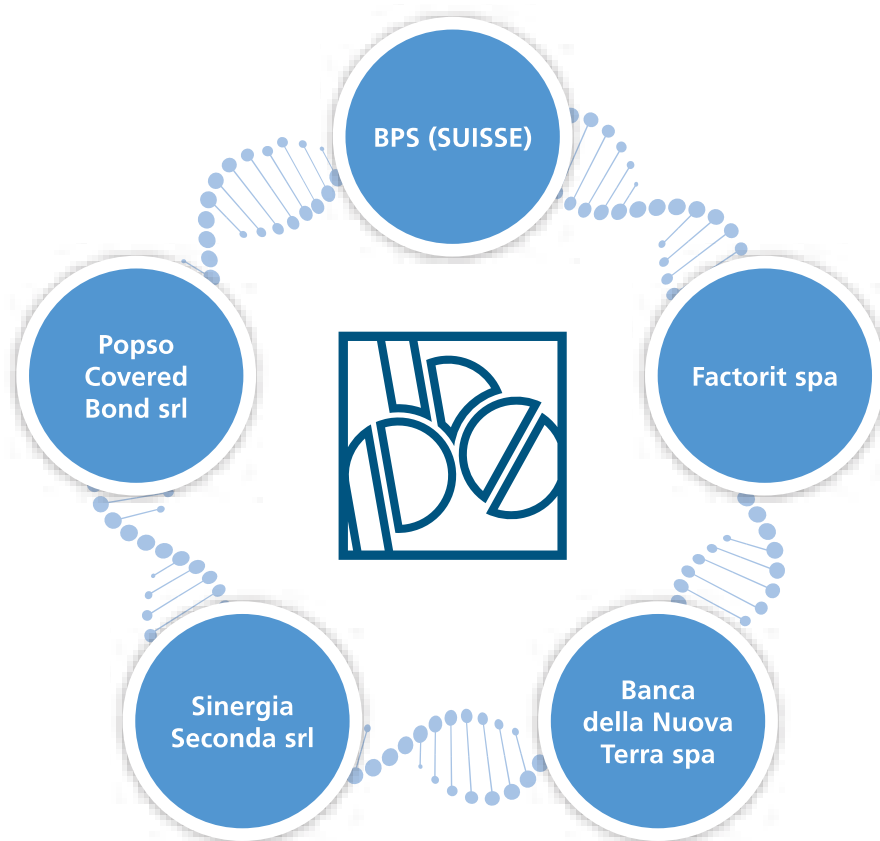 BPS (SUISSE)
Popso
Covered
Bond srl
Factorit spa
Sinergia
Seconda srl
Banca
della Nuova
Terra spa